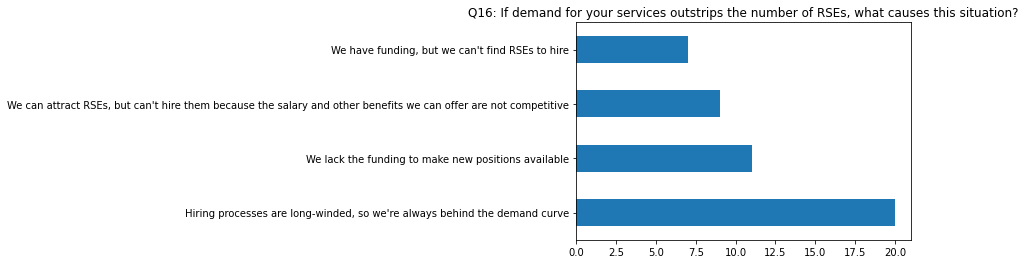 Q16: If demand for your services outstrips the number of RSEs, what causes this situation?
We have funding, but we can't find RSEs to hire
We can attract RSEs, but can't hire them because the salary and other benefits we can offer are not competitive
We lack the funding to make new positions available
Hiring processes are long-winded, so we're always behind the demand curve
0.0 2.5 5.0 7.5 10.0 12.5 15.0 17.5 20.0